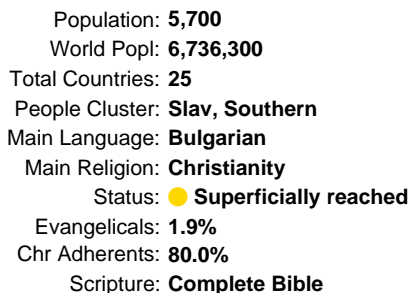 Population: 5,700
World Popl: 6,736,300
Total Countries: 25
People Cluster: Slav, Southern
Main Language: Bulgarian
Main Religion: Christianity
Status: Superficially reached
Evangelicals: 1.9%
Chr Adherents: 80.0%
Scripture: Complete Bible